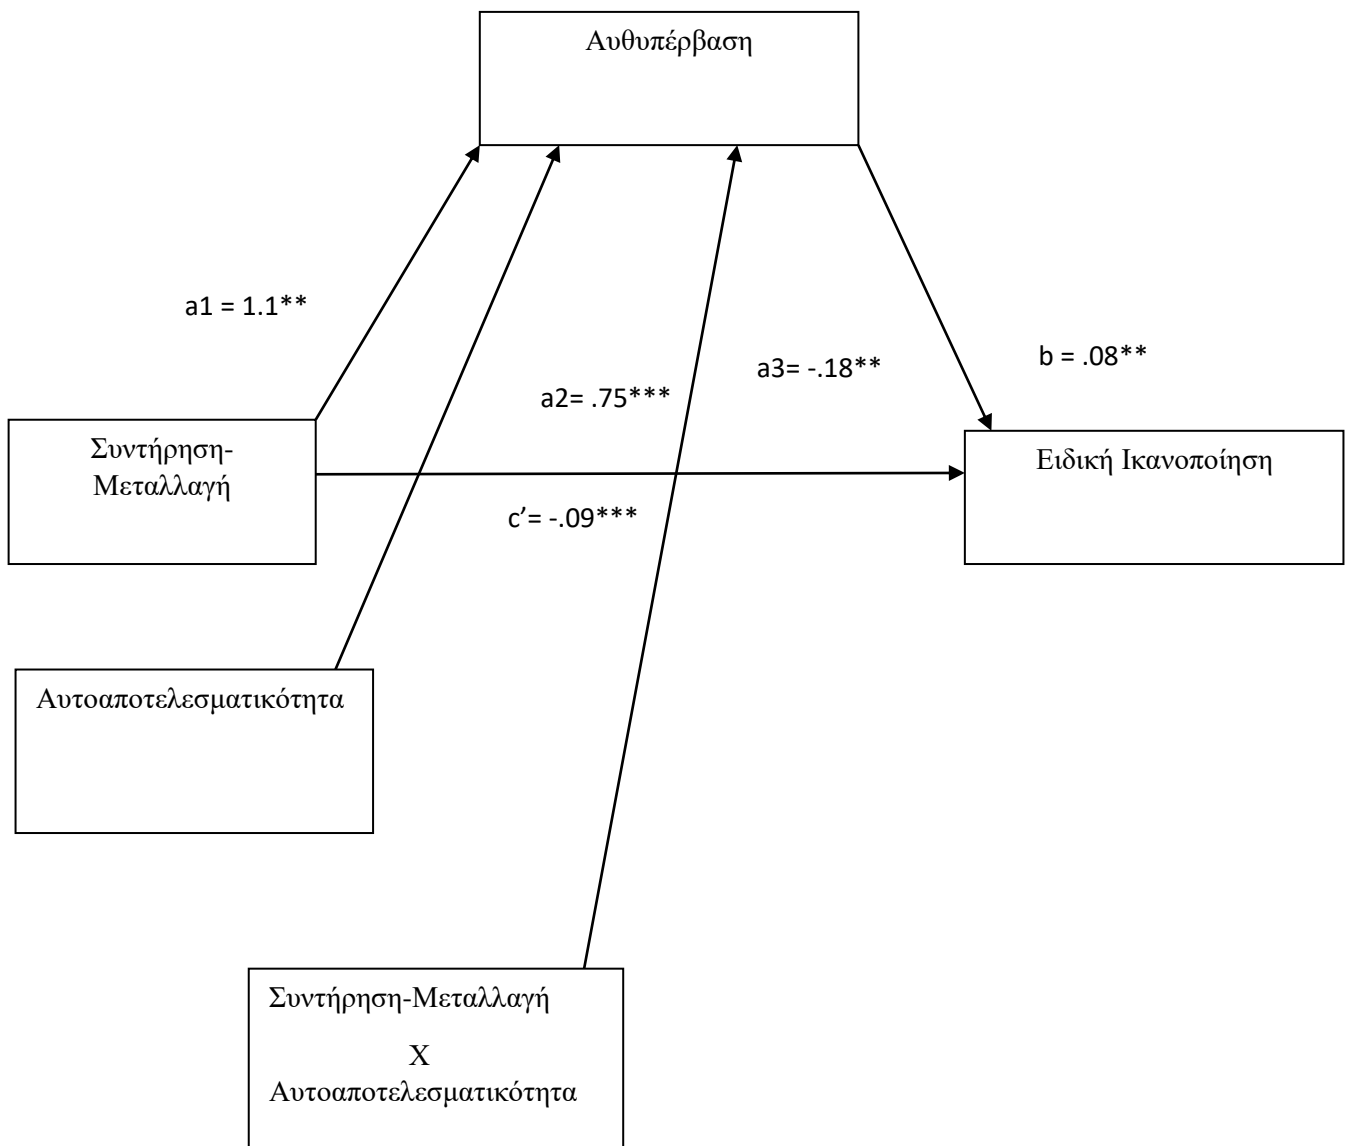 Αυθυπέρβαση
a1 = 1.1**
a2= .75***
a3= -.18**
b = .08**
Συντήρηση-
Μεταλλαγή
Ειδική Ικανοποίηση
c’= -.09***
Αυτοαποτελεσματικότητα
Συντήρηση-Μεταλλαγή
Χ
Αυτοαποτελεσματικότητα